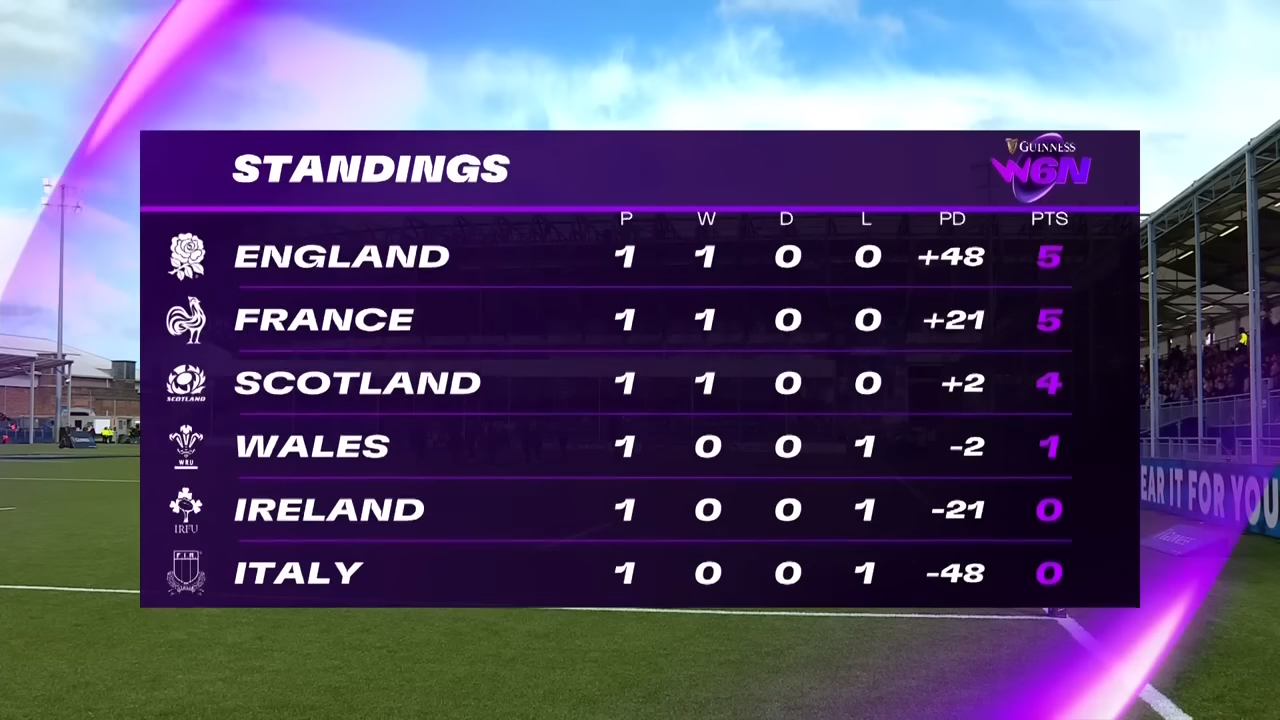 STANDINGS
GUINNESS
W6N
P W D L PD PTS
ENGLAND 1 1 0 0 +48 5
FRANCE 1 1 0 0 +21 5
SCOTLAND 1 1 0 0 +2 4
SCOTLAND
WALES 1 0 0 1 -2 1
WRU
IRELAND 1 0 0 1 -21 0
IRFU
ITALY 1 0 0 1 -48 0
FIR
EAR IT FOR YOU